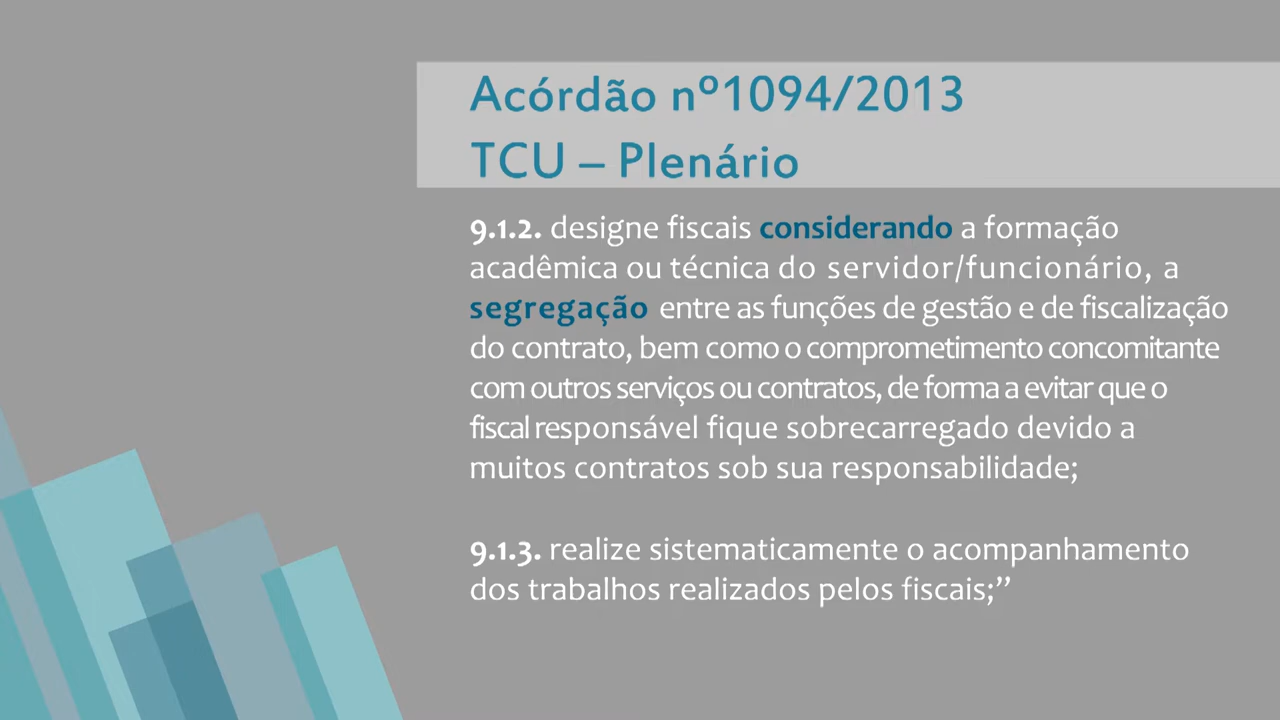 Acórdão nº1094/2013
TCU – Plenário
9.1.2. designe fiscais considerando a formação
acadêmica ou técnica do servidor/funcionário, a
segregação entre as funções de gestão e de fiscalização
do contrato, bem como o comprometimento concomitante
com outros serviços ou contratos, de forma a evitar que o
fiscal responsável fique sobrecarregado devido a
muitos contratos sob sua responsabilidade;
9.1.3. realize sistematicamente o acompanhamento
dos trabalhos realizados pelos fiscais;”